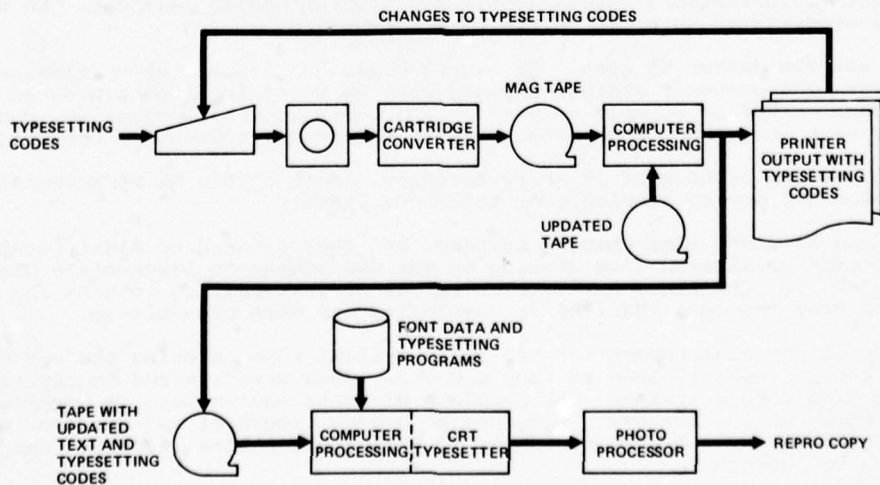 CHANGES TO TYPESETTING CODES
TYPESETTING
CODES
CARTRIDGE
CONVERTER
MAG TAPE
COMPUTER
PROCESSING
PRINTER
OUTPUT WITH
TYPESETTING
CODES
UPDATED
TAPE
FONT DATA AND
TYPESETTING
PROGRAMS
TAPE WITH
UPDATED
TEXT AND
TYPESETTING
CODES
COMPUTER
PROCESSING
CRT
TYPESETTER
PHOTO
PROCESSOR
REPRO COPY